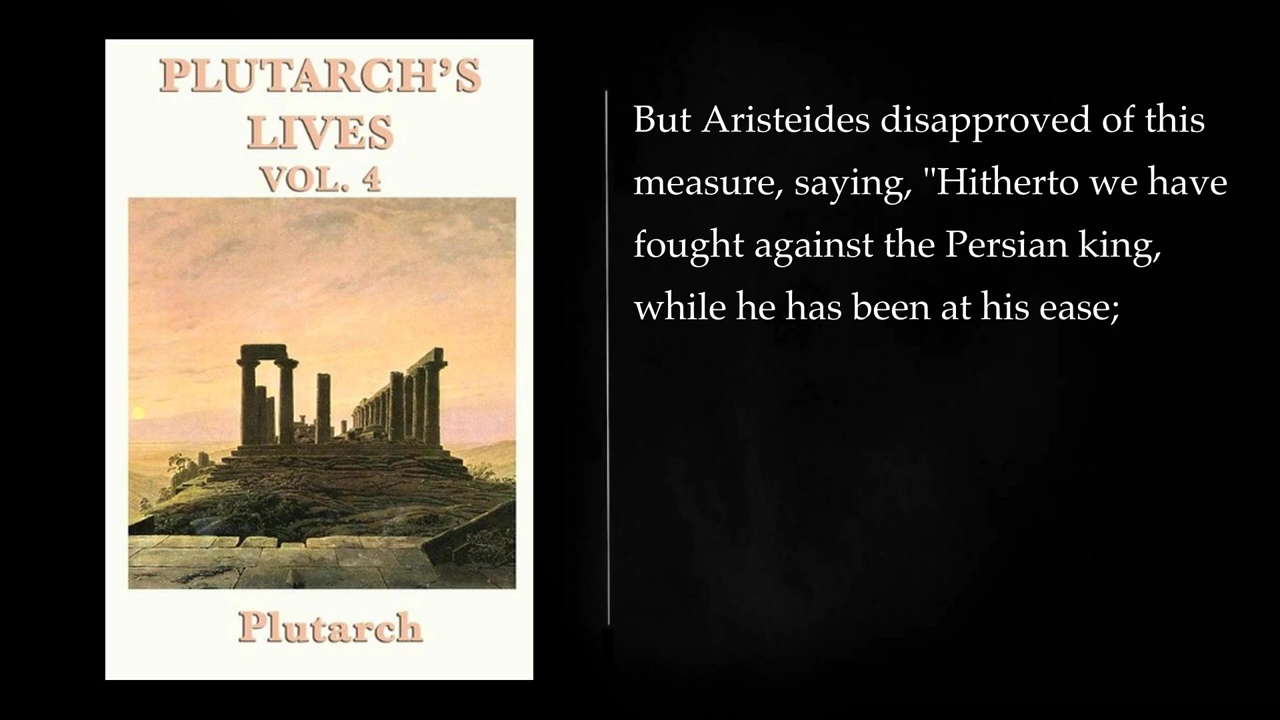 PLUTARCH'S
LIVES
VOL. 4
Plutarch
But Aristeides disapproved of this
measure, saying, "Hitherto we have
fought against the Persian king,
while he has been at his ease;